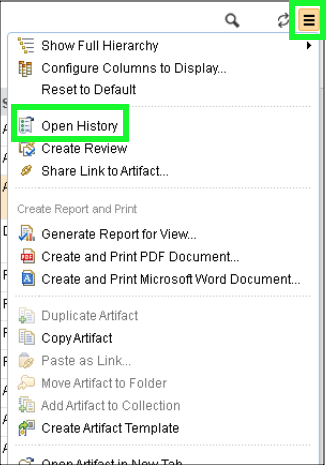 Show Full Hierarchy
Configure Columns to Display...
Reset to Default
Open History
Create Review
Share Link to Artifact...
Create Report and Print
Generate Report for View...
Create and Print PDF Document...
Create and Print Microsoft Word Document...
Duplicate Artifact
Copy Artifact
Paste as Link...
Move Artifact to Folder
Add Artifact to Collection
Create Artifact Template
Open Artifact in New Tab